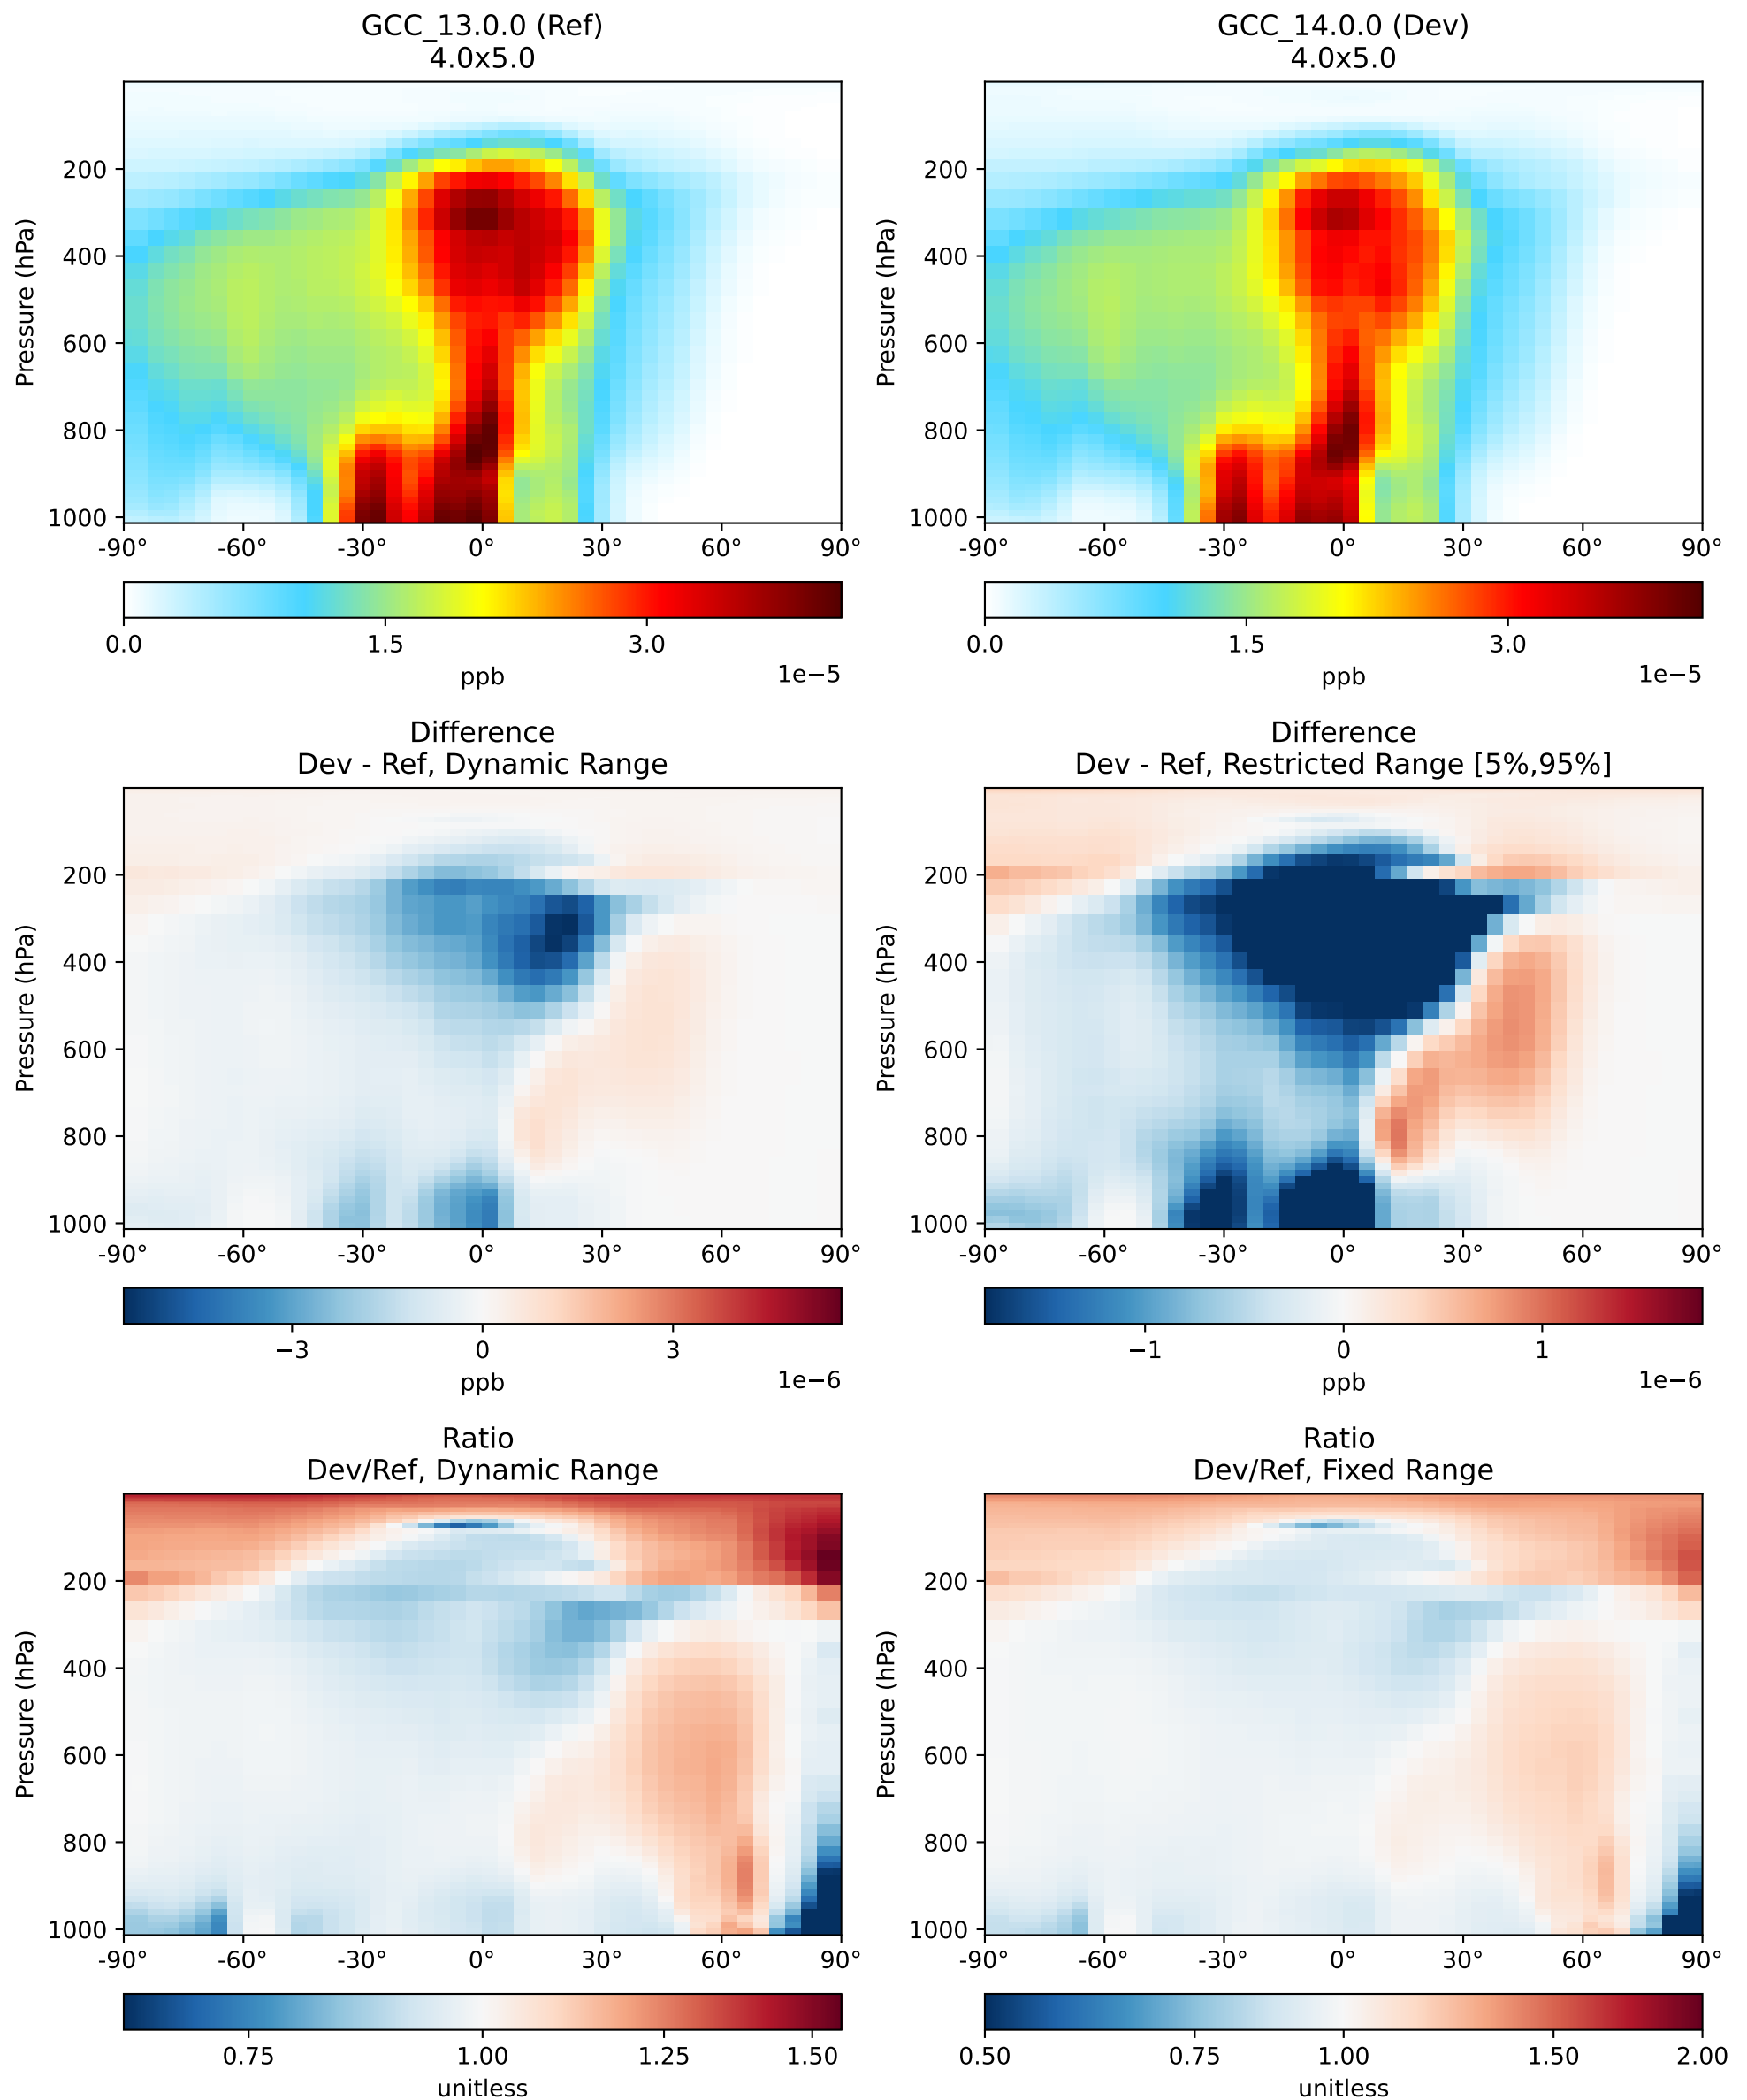 GCC_13.0.0 (Ref)
4.0x5.0
Pressure (hPa)
200
400
600
800
1000
-90° -60° -30° 0° 30° 60° 90°
0.0 1.5 3.0
1e−5
ppb
GCC_14.0.0 (Dev)
4.0x5.0
Pressure (hPa)
200
400
600
800
1000
-90° -60° -30° 0° 30° 60° 90°
0.0 1.5 3.0
1e−5
ppb
Difference
Dev - Ref, Dynamic Range
Pressure (hPa)
200
400
600
800
1000
-90° -60° -30° 0° 30° 60° 90°
−3 0 3
1e−6
ppb
Difference
Dev - Ref, Restricted Range [5%,95%]
Pressure (hPa)
200
400
600
800
1000
-90° -60° -30° 0° 30° 60° 90°
−1 0 1
1e−6
ppb
Ratio
Dev/Ref, Dynamic Range
Pressure (hPa)
200
400
600
800
1000
-90° -60° -30° 0° 30° 60° 90°
0.75 1.00 1.25 1.50
unitless
Ratio
Dev/Ref, Fixed Range
Pressure (hPa)
200
400
600
800
1000
-90° -60° -30° 0° 30° 60° 90°
0.50 0.75 1.00 1.50 2.00
unitless